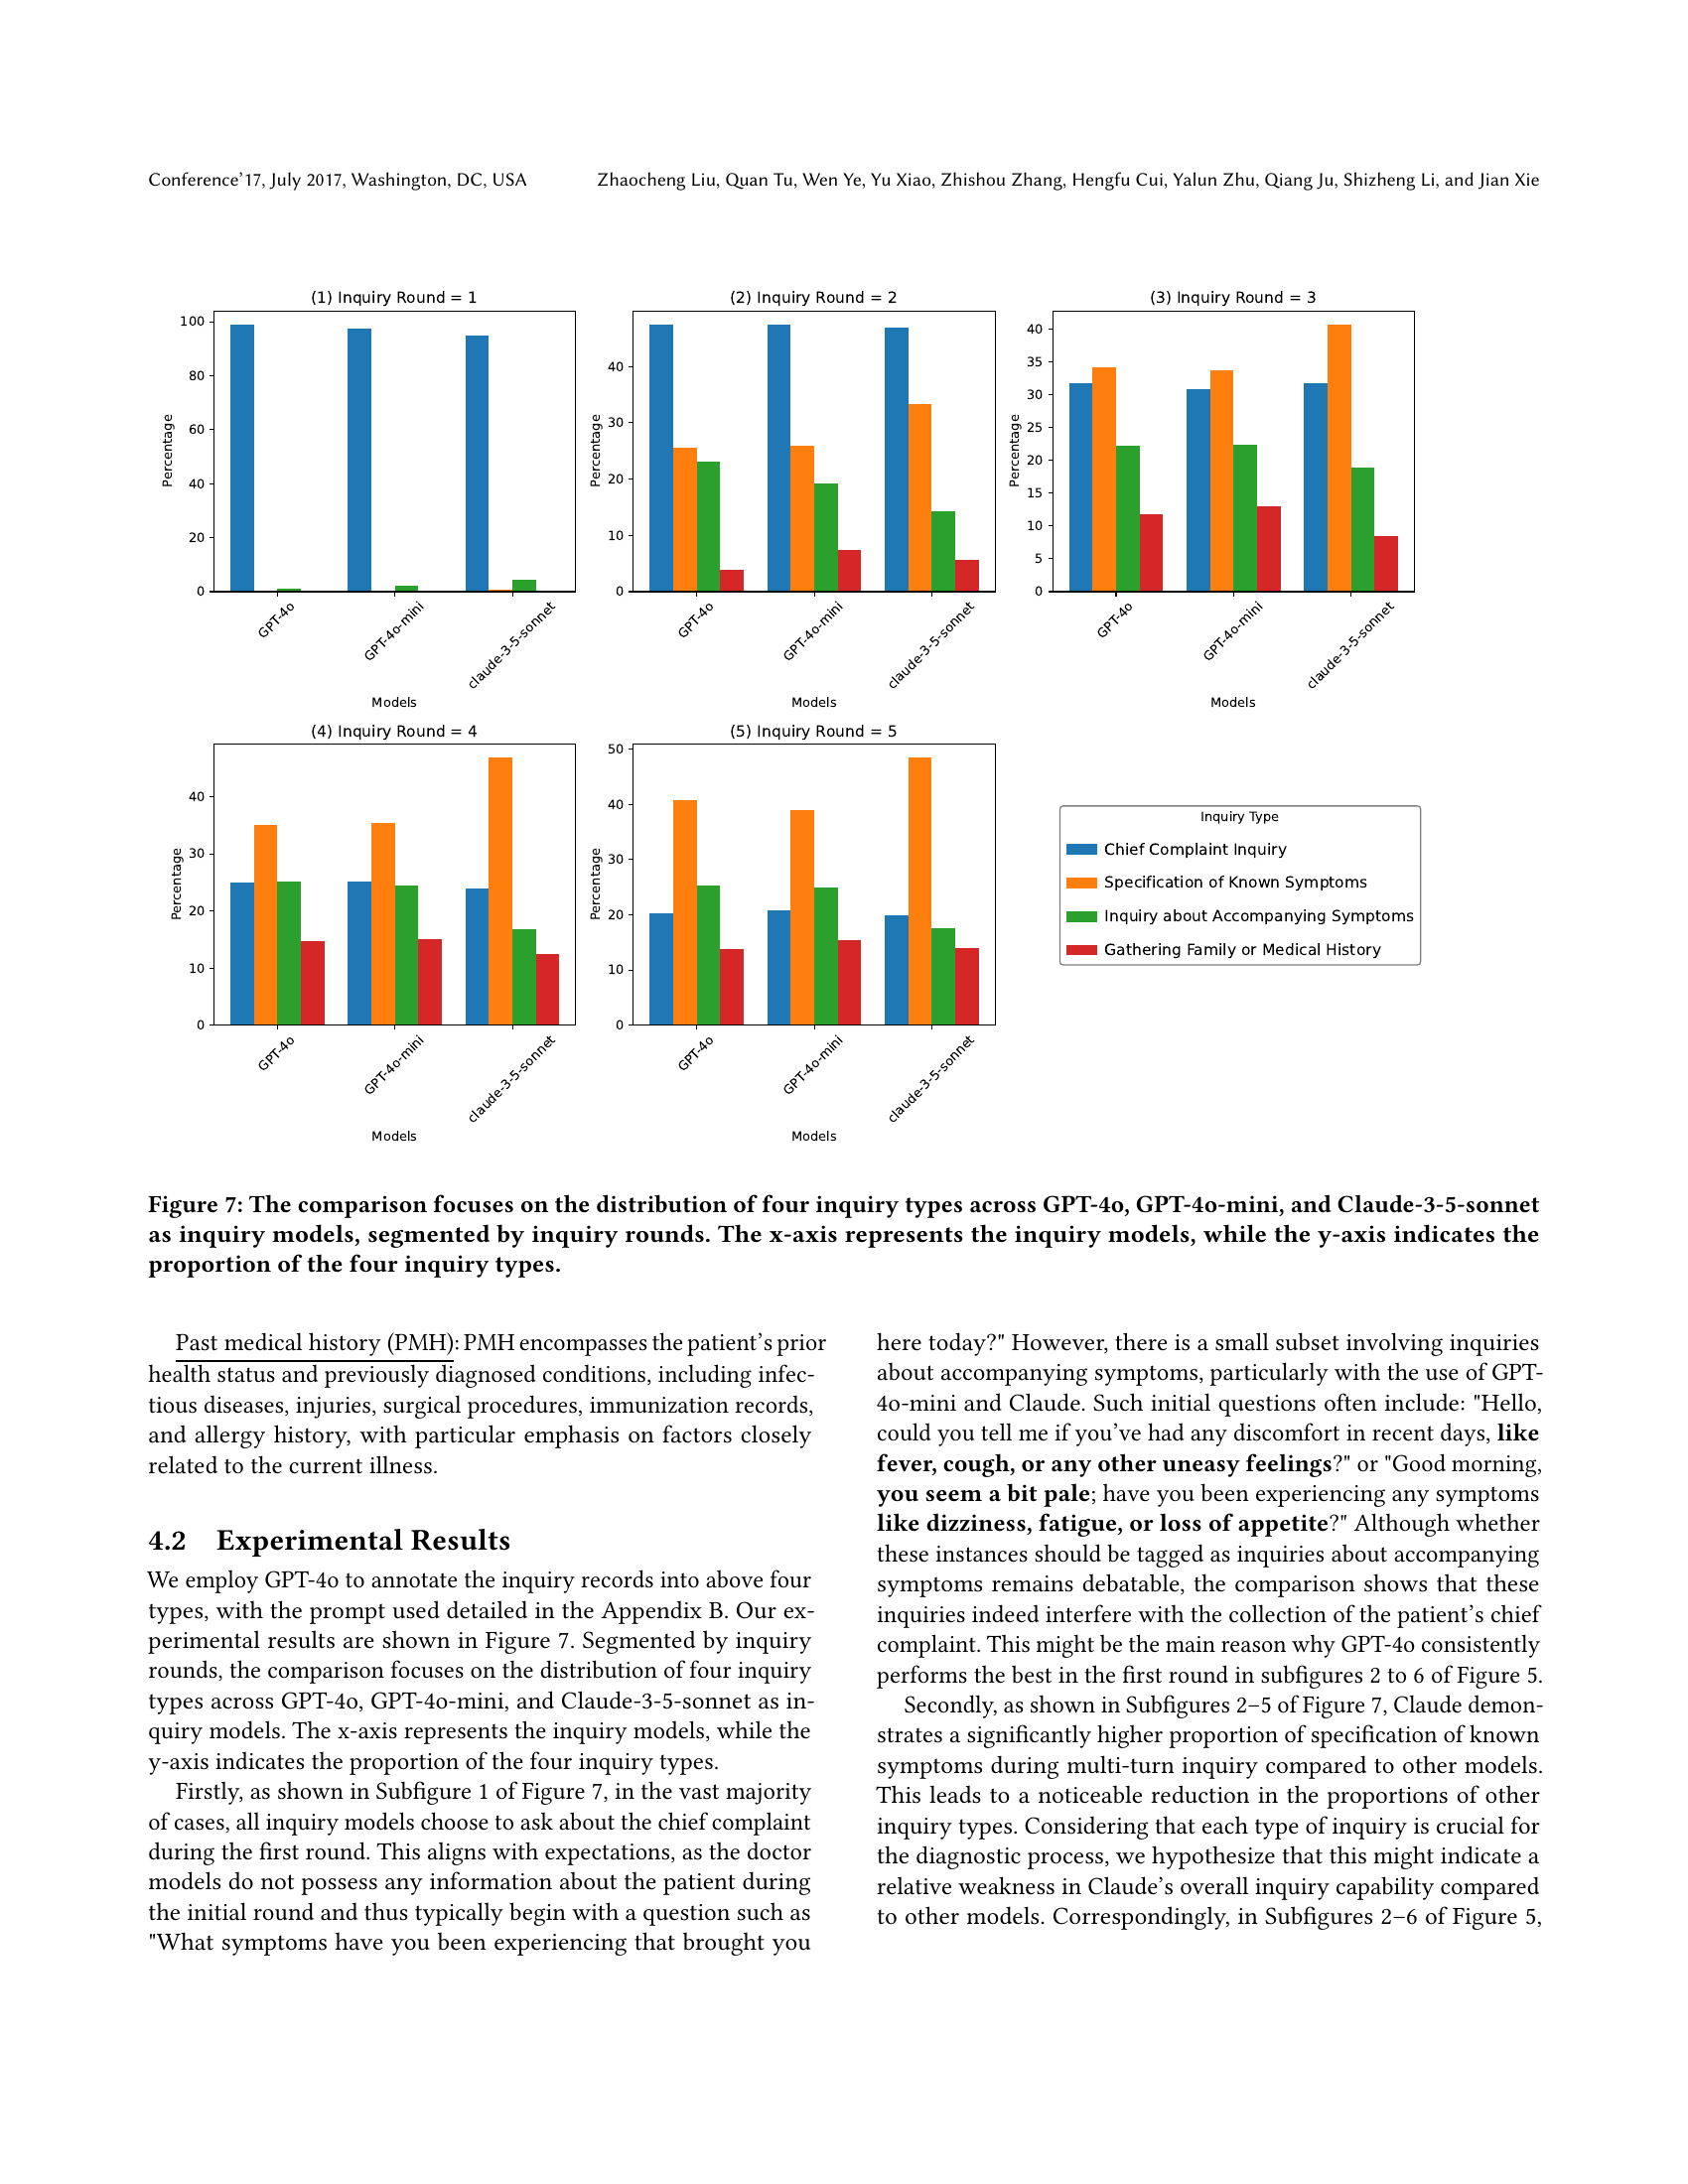 Conference'17, July 2017, Washington, DC, USA
Zhaocheng Liu, Quan Tu, Wen Ye, Yu Xiao, Zhishou Zhang, Hengfu Cui, Yalun Zhu, Qiang Ju, Shizheng Li, and Jian Xie
(1) Inquiry Round = 1
100
80
60
40
20
0
Percentage
GPT-4o
GPT-4o-mini
claude-3-5-sonnet
Models
(2) Inquiry Round = 2
40
30
20
10
0
Percentage
GPT-4o
GPT-4o-mini
claude-3-5-sonnet
Models
(3) Inquiry Round = 3
40
35
30
25
20
15
10
5
0
Percentage
GPT-4o
GPT-4o-mini
claude-3-5-sonnet
Models
(4) Inquiry Round = 4
40
30
20
10
0
Percentage
GPT-4o
GPT-4o-mini
claude-3-5-sonnet
Models
(5) Inquiry Round = 5
50
40
30
20
10
0
Percentage
GPT-4o
GPT-4o-mini
claude-3-5-sonnet
Models
Inquiry Type
Chief Complaint Inquiry
Specification of Known Symptoms
Inquiry about Accompanying Symptoms
Gathering Family or Medical History
Figure 7: The comparison focuses on the distribution of four inquiry types across GPT-4o, GPT-4o-mini, and Claude-3-5-sonnet
as inquiry models, segmented by inquiry rounds. The x-axis represents the inquiry models, while the y-axis indicates the
proportion of the four inquiry types.
Past medical history (PMH): PMH encompasses the patient's prior
health status and previously diagnosed conditions, including infec-
tious diseases, injuries, surgical procedures, immunization records,
and allergy history, with particular emphasis on factors closely
related to the current illness.
4.2 Experimental Results
We employ GPT-4o to annotate the inquiry records into above four
types, with the prompt used detailed in the Appendix B. Our ex-
perimental results are shown in Figure 7. Segmented by inquiry
rounds, the comparison focuses on the distribution of four inquiry
types across GPT-4o, GPT-4o-mini, and Claude-3-5-sonnet as in-
quiry models. The x-axis represents the inquiry models, while the
y-axis indicates the proportion of the four inquiry types.
Firstly, as shown in Subfigure 1 of Figure 7, in the vast majority
of cases, all inquiry models choose to ask about the chief complaint
during the first round. This aligns with expectations, as the doctor
models do not possess any information about the patient during
the initial round and thus typically begin with a question such as
"What symptoms have you been experiencing that brought you
here today?" However, there is a small subset involving inquiries
about accompanying symptoms, particularly with the use of GPT-
4o-mini and Claude. Such initial questions often include: "Hello,
could you tell me if you've had any discomfort in recent days, like
fever, cough, or any other uneasy feelings?" or "Good morning,
you seem a bit pale; have you been experiencing any symptoms
like dizziness, fatigue, or loss of appetite?" Although whether
these instances should be tagged as inquiries about accompanying
symptoms remains debatable, the comparison shows that these
inquiries indeed interfere with the collection of the patient's chief
complaint. This might be the main reason why GPT-4o consistently
performs the best in the first round in subfigures 2 to 6 of Figure 5.
Secondly, as shown in Subfigures 2–5 of Figure 7, Claude demon-
strates a significantly higher proportion of specification of known
symptoms during multi-turn inquiry compared to other models.
This leads to a noticeable reduction in the proportions of other
inquiry types. Considering that each type of inquiry is crucial for
the diagnostic process, we hypothesize that this might indicate a
relative weakness in Claude's overall inquiry capability compared
to other models. Correspondingly, in Subfigures 2–6 of Figure 5,